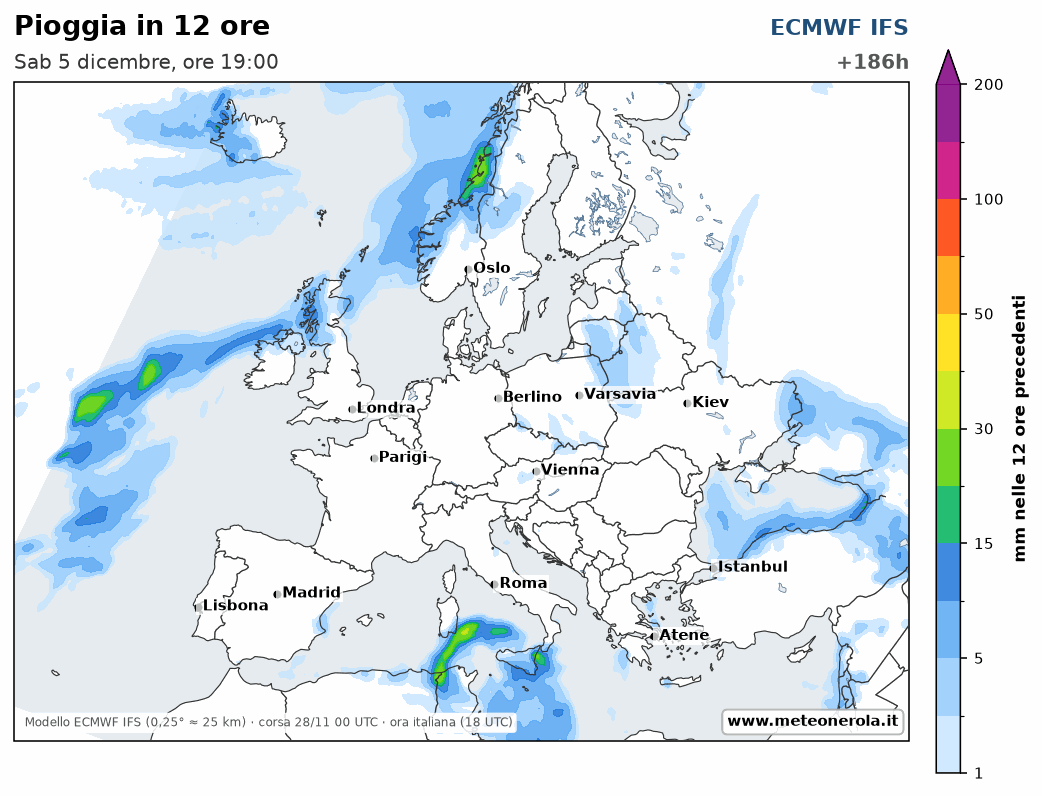 Pioggia in 12 ore
ECMWF IFS
Sab 5 dicembre, ore 19:00
+186h
200
100
50
30
15
5
1
mm nelle 12 ore precedenti
Oslo
Londra
Berlino
Varsavia
Kiev
Parigi
Vienna
Istanbul
Roma
Madrid
Lisbona
Atene
Modello ECMWF IFS (0,25° ≈ 25 km) · corsa 28/11 00 UTC · ora italiana (18 UTC)
www.meteonerola.it